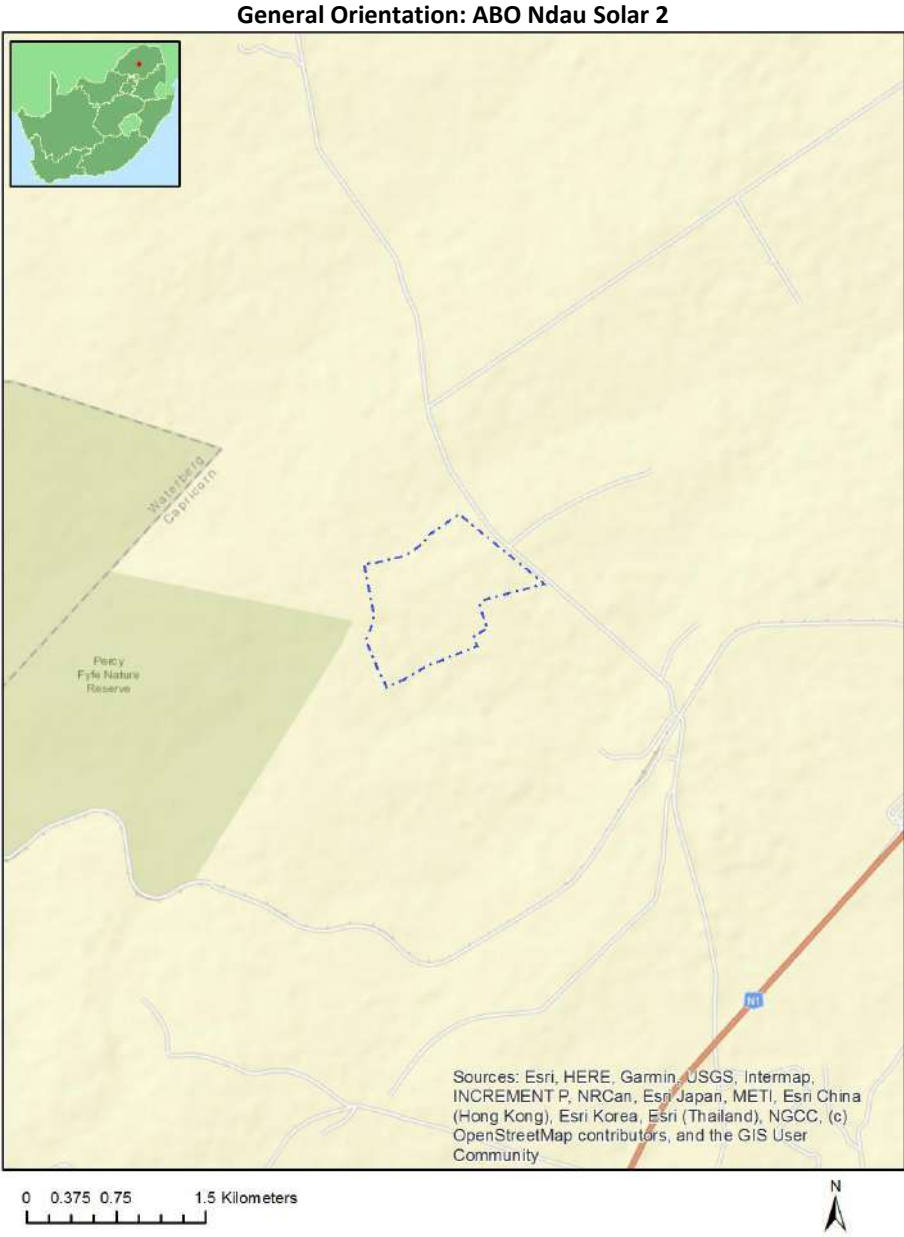 General Orientation: ABO Ndau Solar 2
Waterberg
Capricorn
Percy
Fyfe Nature
Reserve
N1
Sources: Esri, HERE, Garmin, USGS, Intermap,
INCREMENT P, NRCan, Esri Japan, METI, Esri China
(Hong Kong), Esri Korea, Esri (Thailand), NGCC, (c)
OpenStreetMap contributors, and the GIS User
Community
0 0.375 0.75 1.5 Kilometers
N